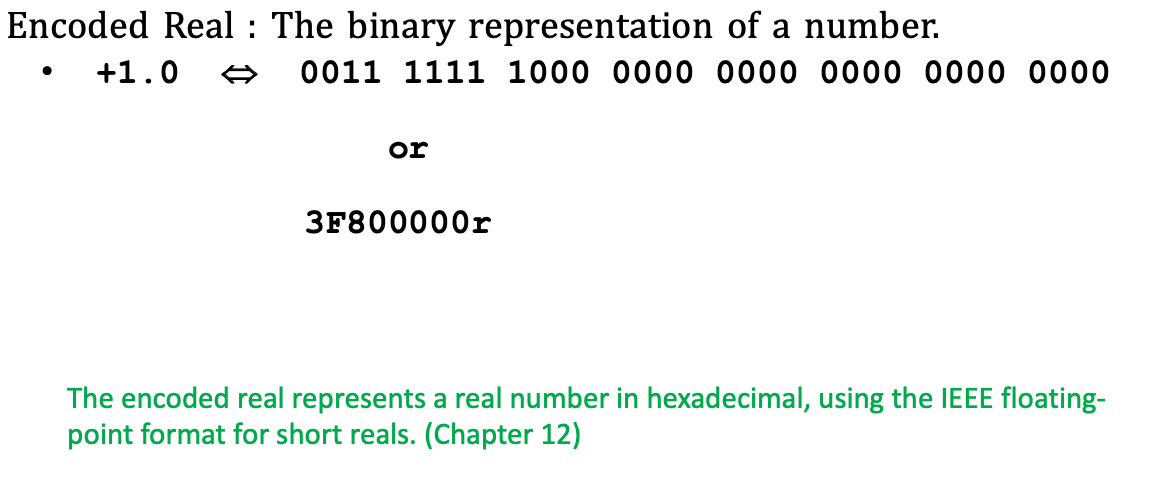 Encoded Real : The binary representation of a number.
• +1.0 ⇔ 0011 1111 1000 0000 0000 0000 0000 0000
or
3F800000r
The encoded real represents a real number in hexadecimal, using the IEEE floating-
point format for short reals. (Chapter 12)